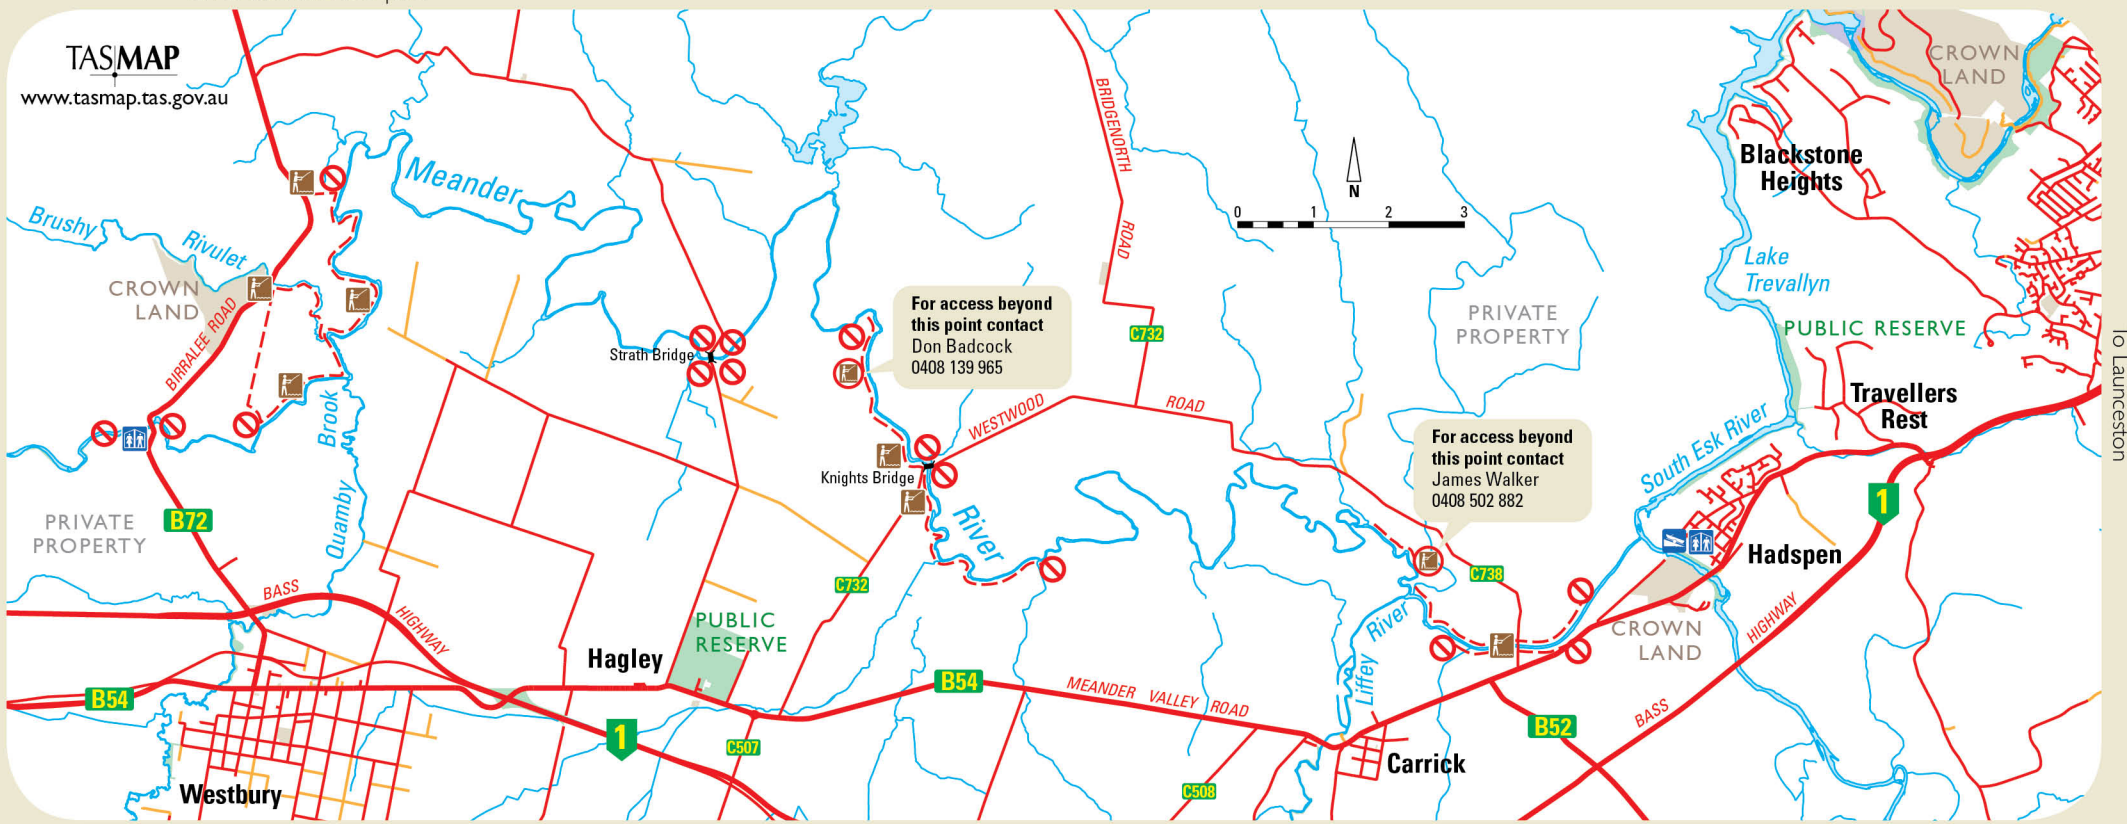 TASMAP
www.tasmap.tas.gov.au
Meander
Brushy
Rivulet
CROWN
LAND
BIRRALEE ROAD
PRIVATE
PROPERTY
B72
Quamby
Brook
BASS
HIGHWAY
B54
1
Westbury
Hagley
PUBLIC
RESERVE
C507
Strath Bridge
For access beyond
this point contact
Don Badcock
0408 139 965
Knights Bridge
River
C732
B54
MEANDER VALLEY ROAD
BRIDGENORTH
ROAD
C732
WESTWOOD
ROAD
N
0 1 2 3
PRIVATE
PROPERTY
For access beyond
this point contact
James Walker
0408 502 882
C738
Liffey
River
C508
Carrick
B52
BASS
HIGHWAY
CROWN
LAND
Hadspen
South Esk River
1
Travellers
Rest
PUBLIC RESERVE
Lake
Trevallyn
Blackstone
Heights
CROWN
LAND
To Launceston